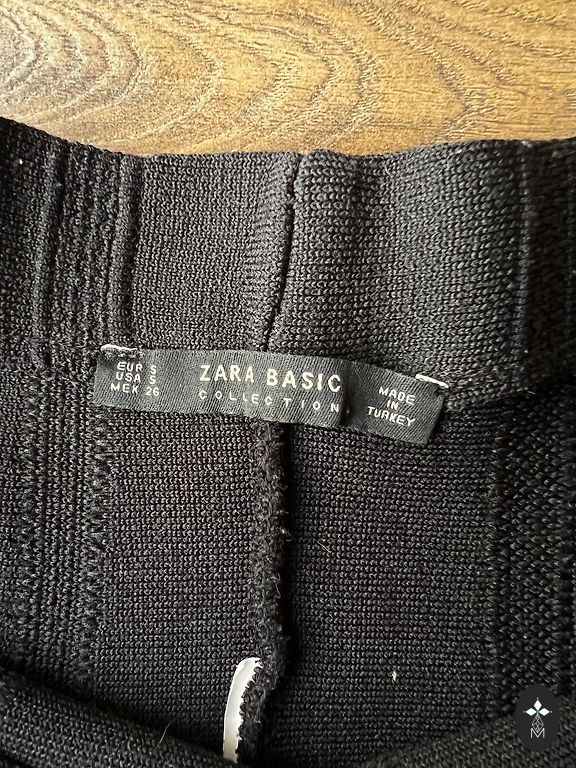 EUR S
USA S
MEX 26
ZARA BASIC
COLLECTION
MADE
IN
TURKEY
M